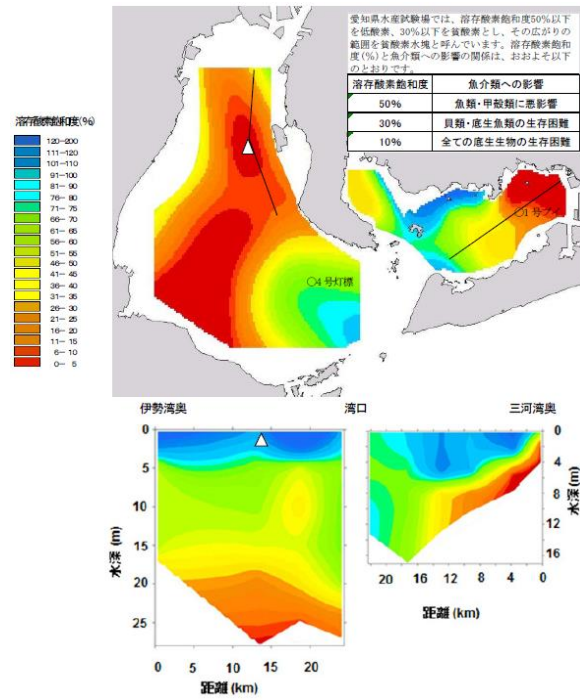 愛知県水産試験場では、溶存酸素飽和度50%以下
を低酸素、30%以下を貧酸素とし、その広がりの
範囲を貧酸素水塊と呼んでいます。溶存酸素飽和度
(%)と魚介類への影響の関係は、おおよそ以下
のとおりです。
溶存酸素飽和度 魚介類への影響
50% 魚類・甲殻類に悪影響
30% 貝類・底生魚類の生存困難
10% 全ての底生生物の生存困難
溶存酸素飽和度(%)
120-200
111-120
101-110
91-100
81- 90
76- 80
71- 75
66- 70
61- 65
56- 60
51- 55
46- 50
41- 45
36- 40
31- 35
26- 30
21- 25
16- 20
11- 15
6- 10
0- 5
○1号ブイ
○4号灯標
伊勢湾奥 湾口 三河湾奥
0
5
10
15
20
25
水深 (m)
0 5 10 15 20
距離 (km)
0
4
8
12
16
水深 (m)
20 16 12 8 4 0
距離 (km)